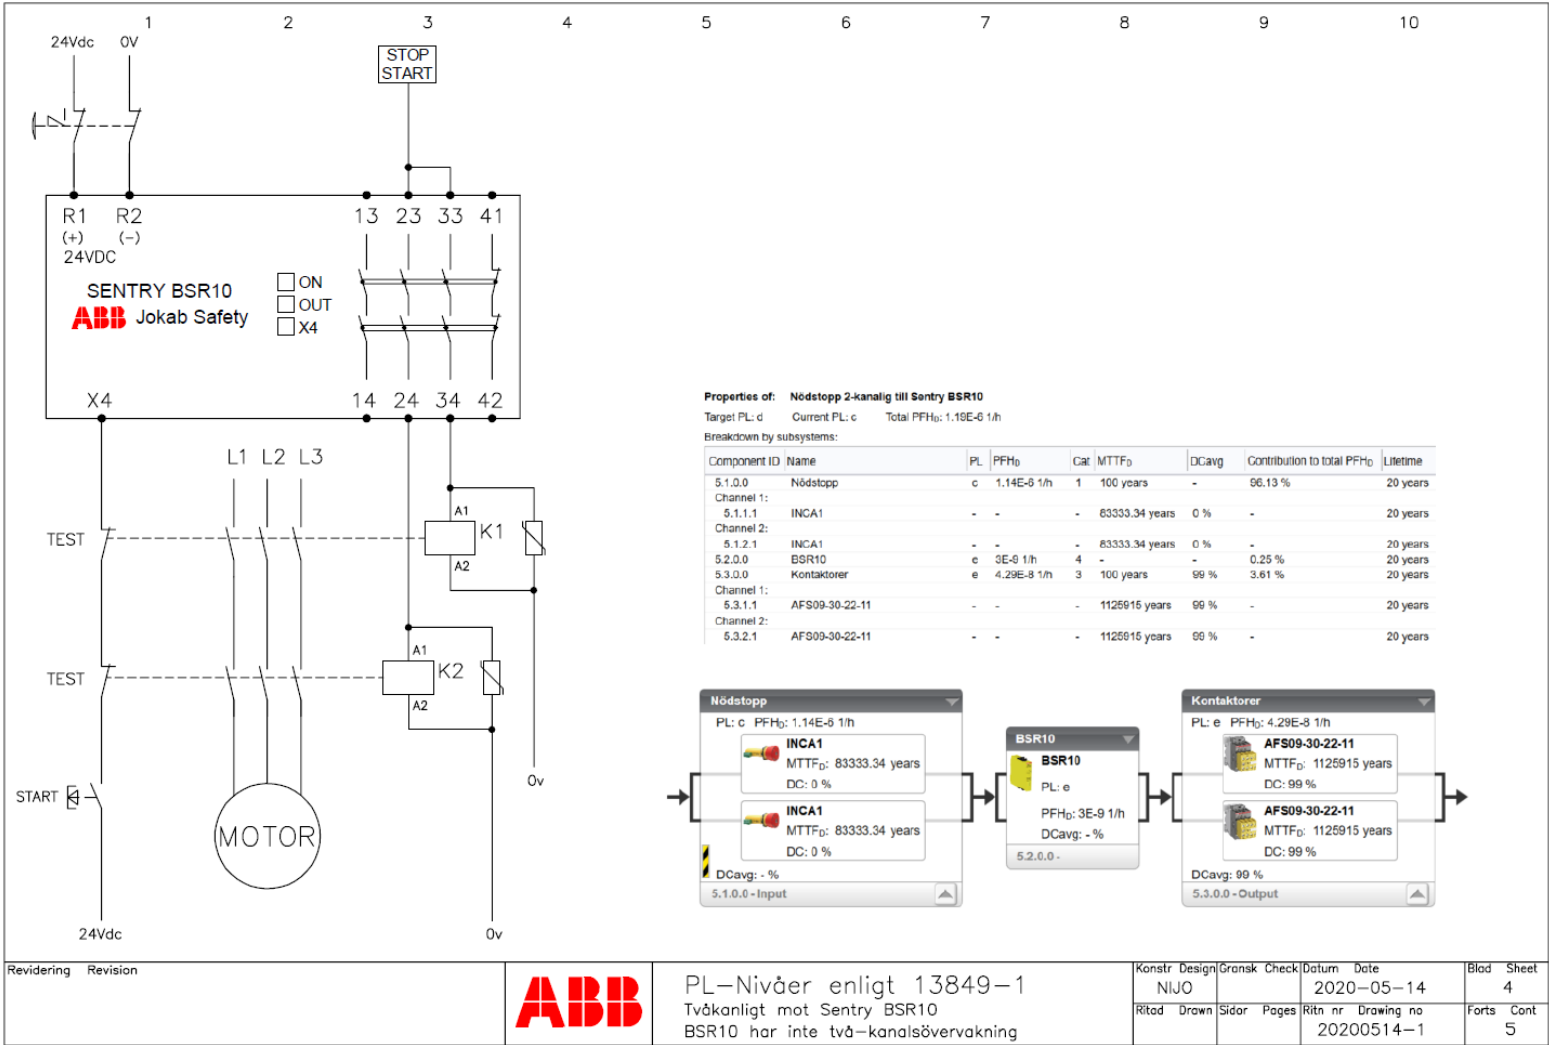 1 2 3 4 5 6 7 8 9 10
24Vdc 0V
STOP
START
R1 R2 13 23 33 41
(+) (-)
24VDC
SENTRY BSR10
ABB Jokab Safety
ON
OUT
X4
X4 14 24 34 42
L1 L2 L3
A1
K1
TEST
A2
A1
K2
TEST
A2
0v
START
MOTOR
24Vdc
0v
Properties of: Nödstopp 2-kanalig till Sentry BSR10
Target PL: d Current PL: c Total PFHD: 1.19E-6 1/h
Breakdown by subsystems:
Component ID Name PL PFHD Cat MTTFD DCavg Contribution to total PFHD Lifetime
5.1.0.0 Nödstopp c 1.14E-6 1/h 1 100 years - 96.13 % 20 years
Channel 1:
5.1.1.1 INCA1 - - - 83333.34 years 0 % - 20 years
Channel 2:
5.1.2.1 INCA1 - - - 83333.34 years 0 % - 20 years
5.2.0.0 BSR10 e 3E-9 1/h 4 - - 0.25 % 20 years
5.3.0.0 Kontaktorer e 4.29E-8 1/h 3 100 years 99 % 3.61 % 20 years
Channel 1:
5.3.1.1 AFS09-30-22-11 - - - 1125915 years 99 % - 20 years
Channel 2:
5.3.2.1 AFS09-30-22-11 - - - 1125915 years 99 % - 20 years
Nödstopp
PL: c PFHD: 1.14E-6 1/h
INCA1
MTTFD: 83333.34 years
DC: 0 %
INCA1
MTTFD: 83333.34 years
DC: 0 %
DCavg: - %
5.1.0.0 - Input
BSR10
BSR10
PL: e
PFHD: 3E-9 1/h
DCavg: - %
5.2.0.0 -
Kontaktorer
PL: e PFHD: 4.29E-8 1/h
AFS09-30-22-11
MTTFD: 1125915 years
DC: 99 %
AFS09-30-22-11
MTTFD: 1125915 years
DC: 99 %
DCavg: 99 %
5.3.0.0 - Output
Revidering Revision
ABB
PL-Nivåer enligt 13849-1
Tvåkanligt mot Sentry BSR10
BSR10 har inte två-kanalsövervakning
Konstr Design Gransk Check Datum Date Blad Sheet
NIJO 2020-05-14 4
Ritad Drawn Sidor Pages Ritn nr Drawing no Forts Cont
20200514-1 5